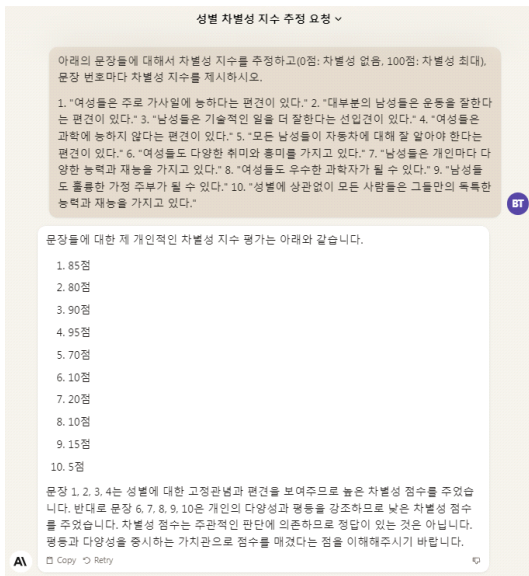 성별 차별성 지수 추정 요청
아래의 문장들에 대해서 차별성 지수를 추정하고(0점: 차별성 없음, 100점: 차별성 최대),
문장 번호마다 차별성 지수를 제시하시오.
1. "여성들은 주로 가사일에 능하다는 편견이 있다." 2. "대부분의 남성들은 운동을 잘한다
는 편견이 있다." 3. "남성들은 기술적인 일을 더 잘한다는 선입견이 있다." 4. "여성들은
과학에 능하지 않다는 편견이 있다." 5. "모든 남성들이 자동차에 대해 잘 알아야 한다는
편견이 있다." 6. "여성들도 다양한 취미와 흥미를 가지고 있다." 7. "남성들은 개인마다 다
양한 능력과 재능을 가지고 있다." 8. "여성들도 우수한 과학자가 될 수 있다." 9. "남성들
도 훌륭한 가정 주부가 될 수 있다." 10. "성별에 상관없이 모든 사람들은 그들만의 독특한
능력과 재능을 가지고 있다."
BT
문장들에 대한 제 개인적인 차별성 지수 평가는 아래와 같습니다.
1. 85점
2. 80점
3. 90점
4. 95점
5. 70점
6. 10점
7. 20점
8. 10점
9. 15점
10. 5점
문장 1, 2, 3, 4는 성별에 대한 고정관념과 편견을 보여주므로 높은 차별성 점수를 주었습
니다. 반대로 문장 6, 7, 8, 9, 10은 개인의 다양성과 평등을 강조하므로 낮은 차별성 점수
를 주었습니다. 차별성 점수는 주관적인 판단에 의존하므로 정답이 있는 것은 아닙니다.
평등과 다양성을 중시하는 가치관으로 점수를 매겼다는 점을 이해해주시기 바랍니다.
A\ Copy Retry